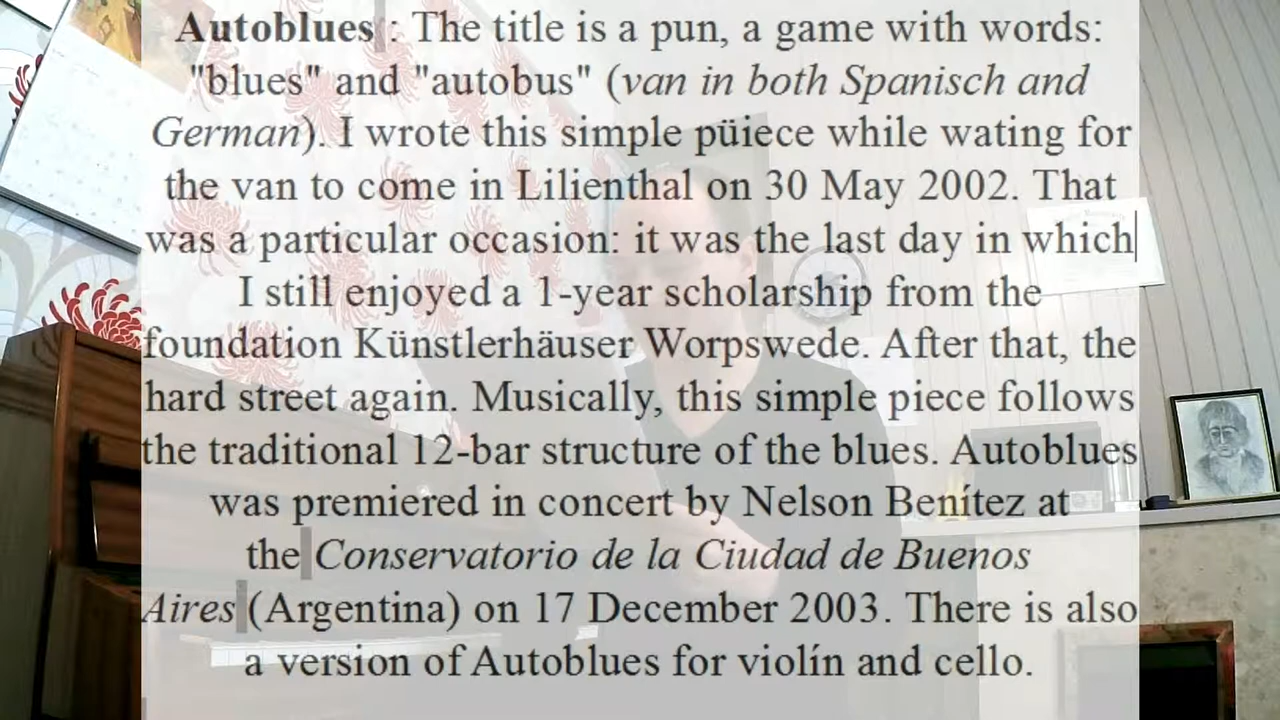 Autoblues : The title is a pun, a game with words:
"blues" and "autobus" (van in both Spanisch and
German). I wrote this simple püiece while wating for
the van to come in Lilienthal on 30 May 2002. That
was a particular occasion: it was the last day in which
I still enjoyed a 1-year scholarship from the
foundation Künstlerhäuser Worpswede. After that, the
hard street again. Musically, this simple piece follows
the traditional 12-bar structure of the blues. Autoblues
was premiered in concert by Nelson Benítez at
the Conservatorio de la Ciudad de Buenos
Aires (Argentina) on 17 December 2003. There is also
a version of Autoblues for violín and cello.